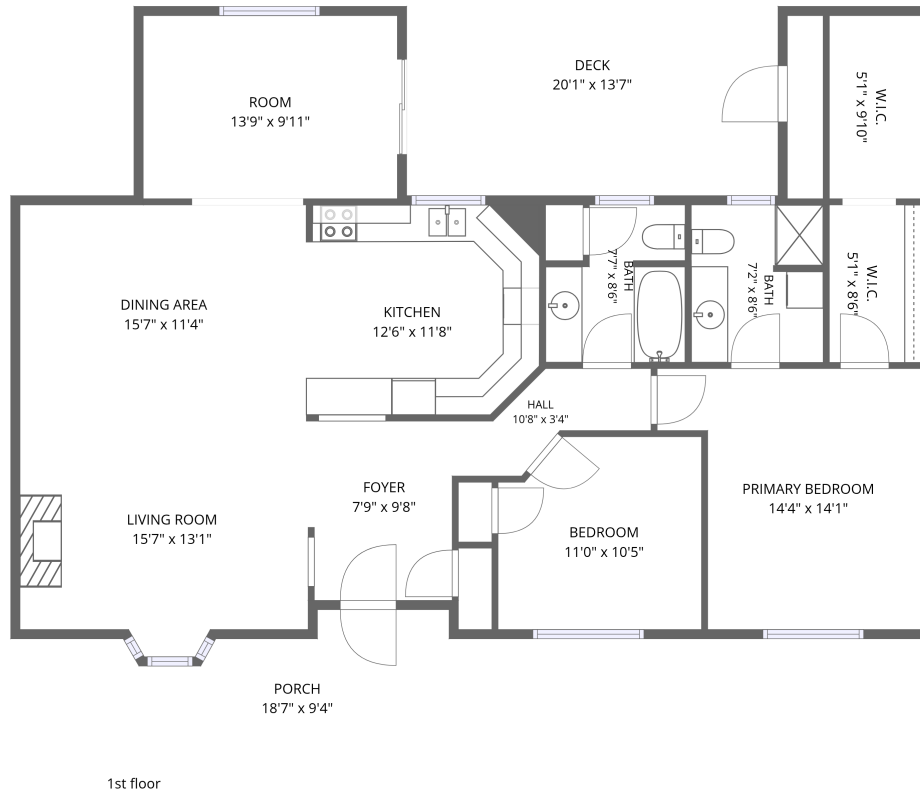 DECK
20'1" x 13'7"
ROOM
13'9" x 9'11"
W.I.C.
5'1" x 9'10"
DINING AREA
15'7" x 11'4"
KITCHEN
12'6" x 11'8"
BATH
7'7" x 8'6"
BATH
7'2" x 8'6"
W.I.C.
5'1" x 8'6"
HALL
10'8" x 3'4"
FOYER
7'9" x 9'8"
PRIMARY BEDROOM
14'4" x 14'1"
LIVING ROOM
15'7" x 13'1"
BEDROOM
11'0" x 10'5"
PORCH
18'7" x 9'4"
1st floor